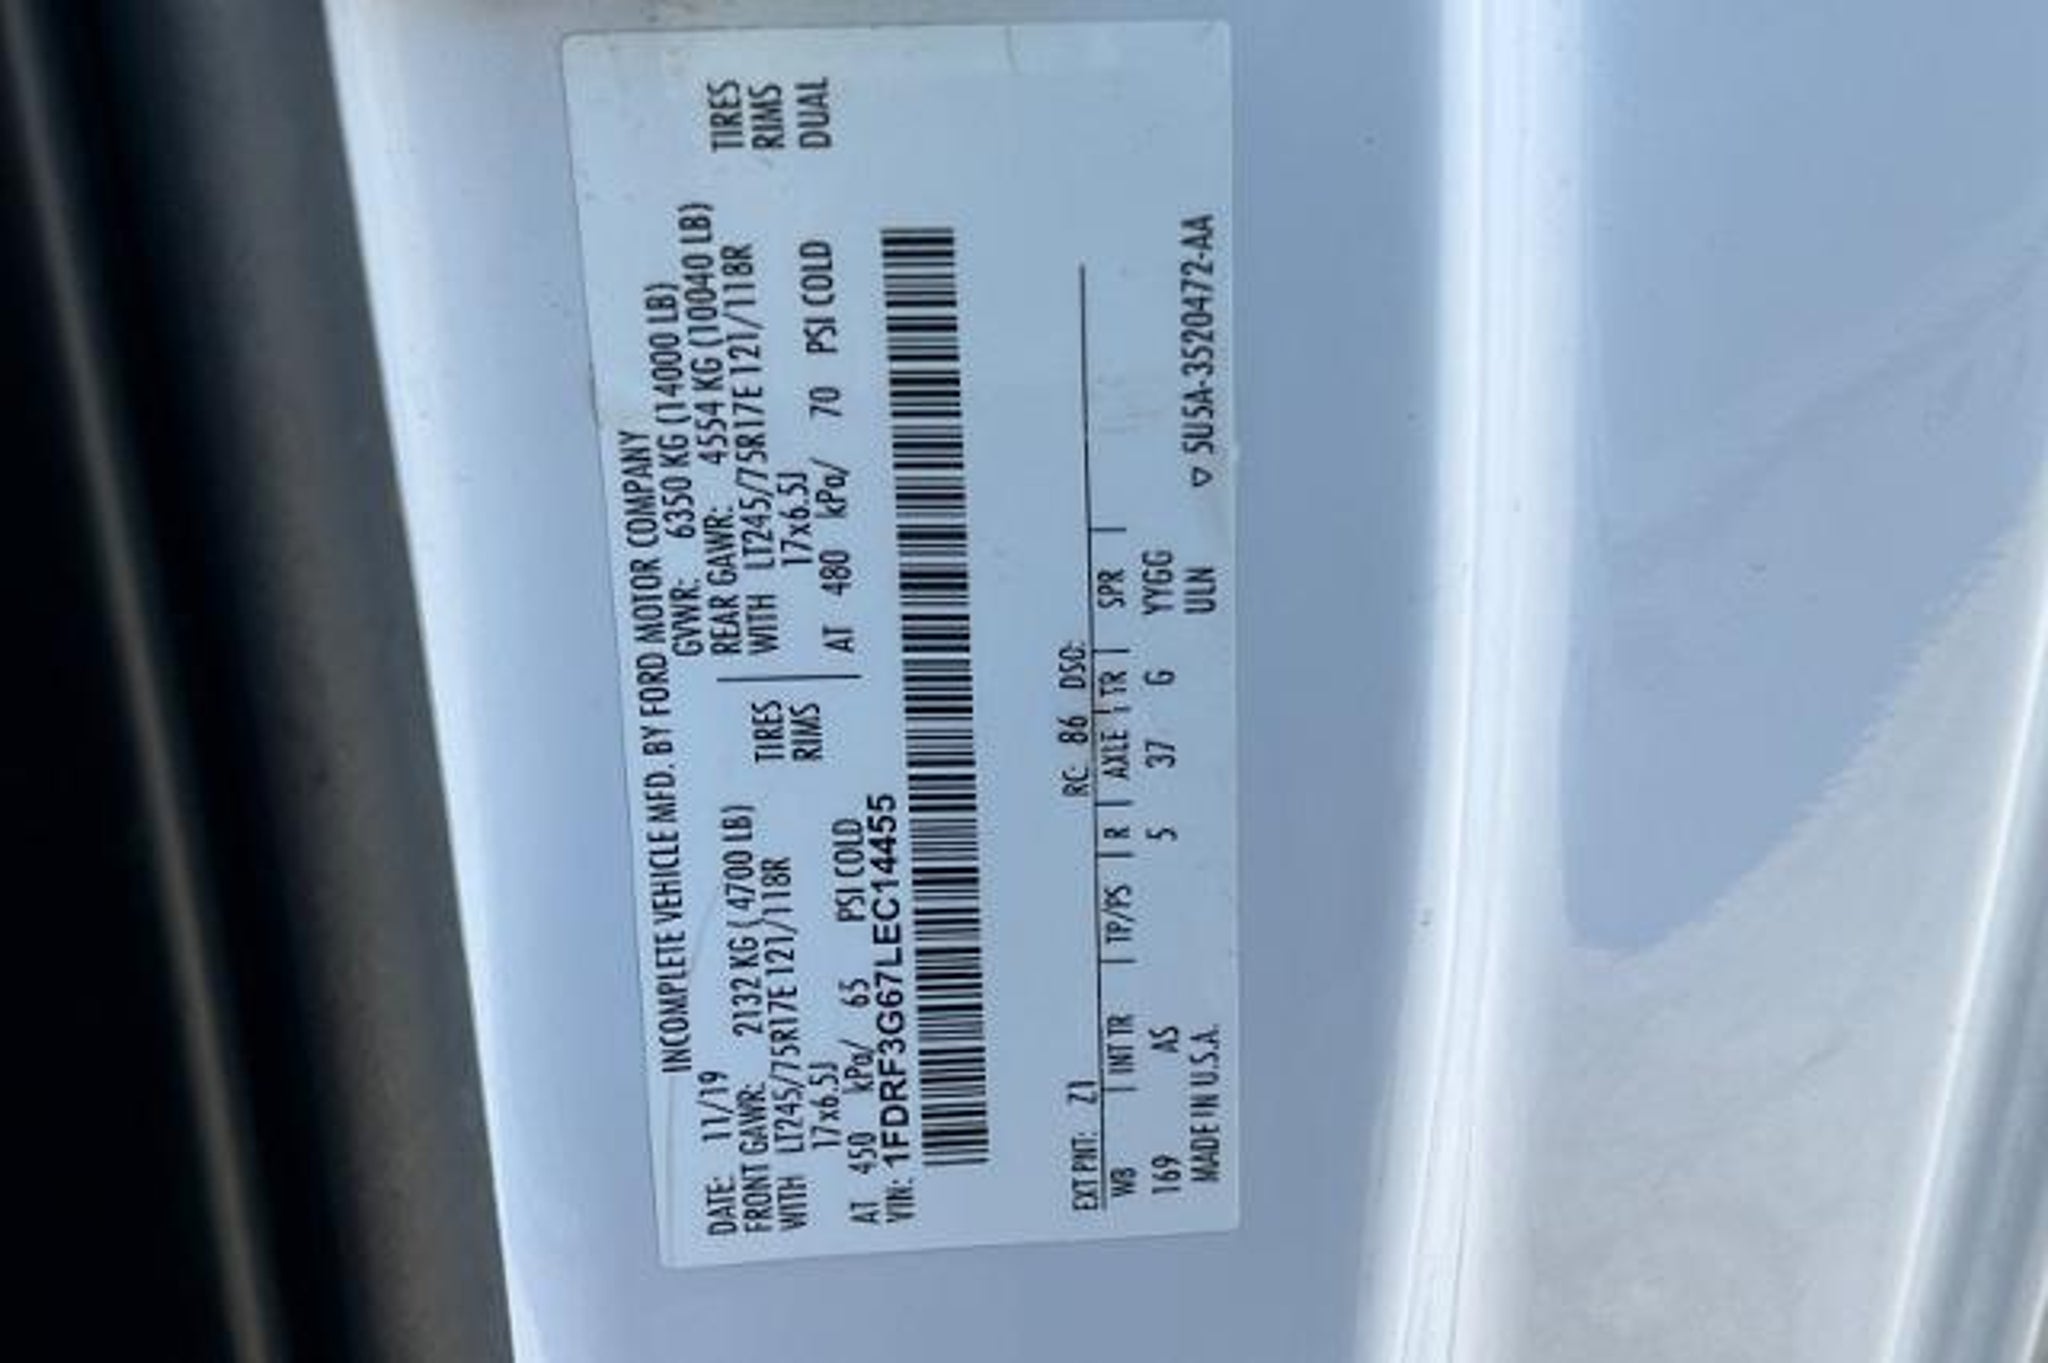 INCOMPLETE VEHICLE MFD. BY FORD MOTOR COMPANY
DATE: 11/19 GVWR: 6350 KG (14000 LB)
FRONT GAWR: 2132 KG ( 4700 LB) REAR GAWR: 4554 KG (10040 LB)
WITH LT245/75R17E 121/118R TIRES WITH LT245/75R17E 121/118R TIRES
17x6.5J RIMS 17x6.5J RIMS
AT 450 kPa/ 65 PSI COLD AT 480 kPa/ 70 PSI COLD DUAL
VIN: 1FDRF3G67LEC14455
EXT PNT: Z1 RC: 86 DSO:
WB INT TR TP/PS R AXLE TR SPR
169 AS 5 37 G YYGG
MADE IN U.S.A. ULN ▽ SU5A-3520472-AA